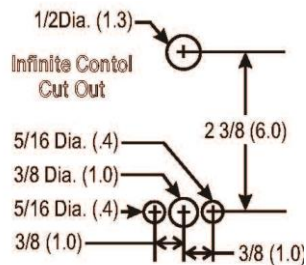 1/2Dia. (1.3)
Infinite Contol
Cut Out
2 3/8 (6.0)
5/16 Dia. (.4)
3/8 Dia. (1.0)
5/16 Dia. (.4)
3/8 (1.0)
3/8 (1.0)